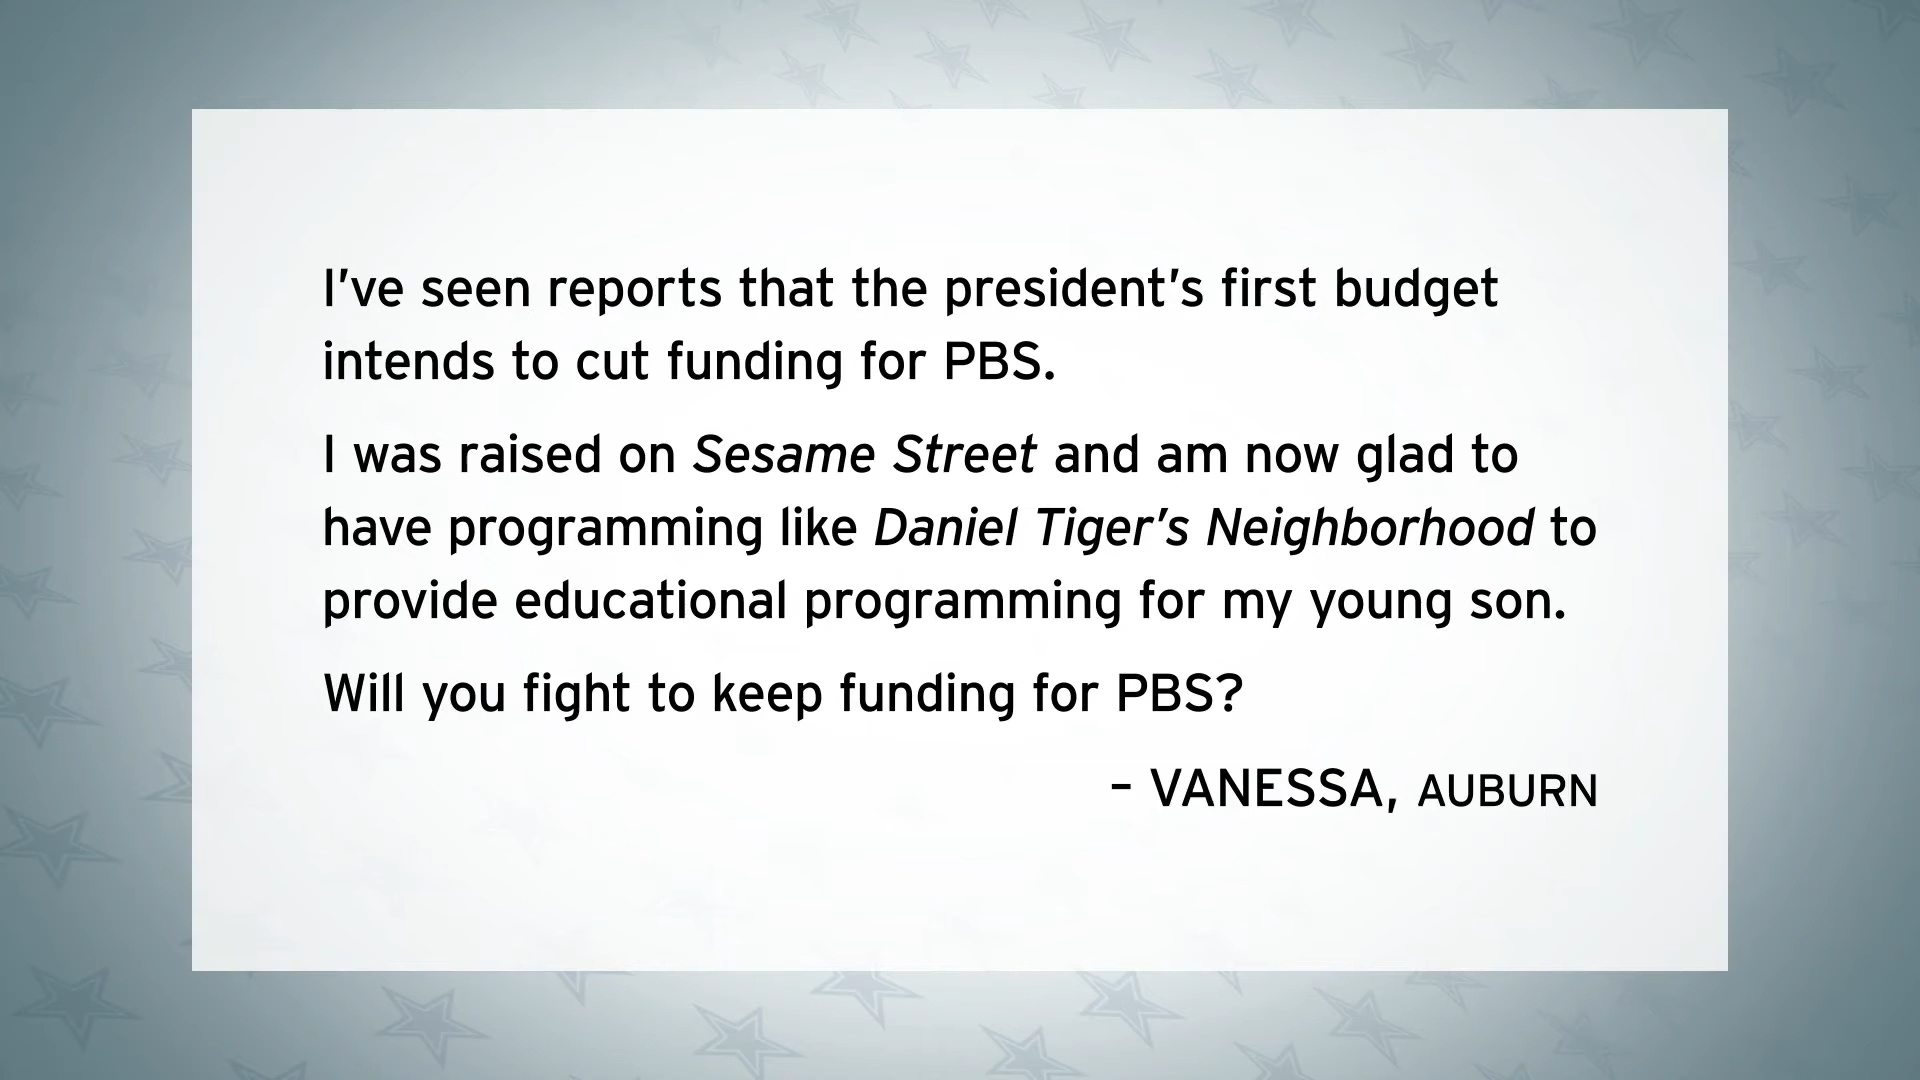 I’ve seen reports that the president’s first budget
intends to cut funding for PBS.
I was raised on Sesame Street and am now glad to
have programming like Daniel Tiger’s Neighborhood to
provide educational programming for my young son.
Will you fight to keep funding for PBS?
– VANESSA, AUBURN